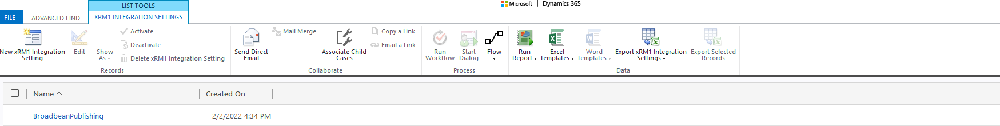 LIST TOOLS
Microsoft | Dynamics 365
FILE
ADVANCED FIND
XRM1 INTEGRATION SETTINGS
New xRM1 Integration
Setting
Edit
Show
As
Activate
Deactivate
Delete xRM1 Integration Setting
Records
Send Direct
Email
Mail Merge
Associate Child
Cases
Copy a Link
Email a Link
Collaborate
Run
Workflow
Start
Dialog
Flow
Process
Run
Report
Excel
Templates
Word
Templates
Export xRM1 Integration
Settings
Export Selected
Records
Data
Name
Created On
BroadbeanPublishing
2/2/2022 4:34 PM